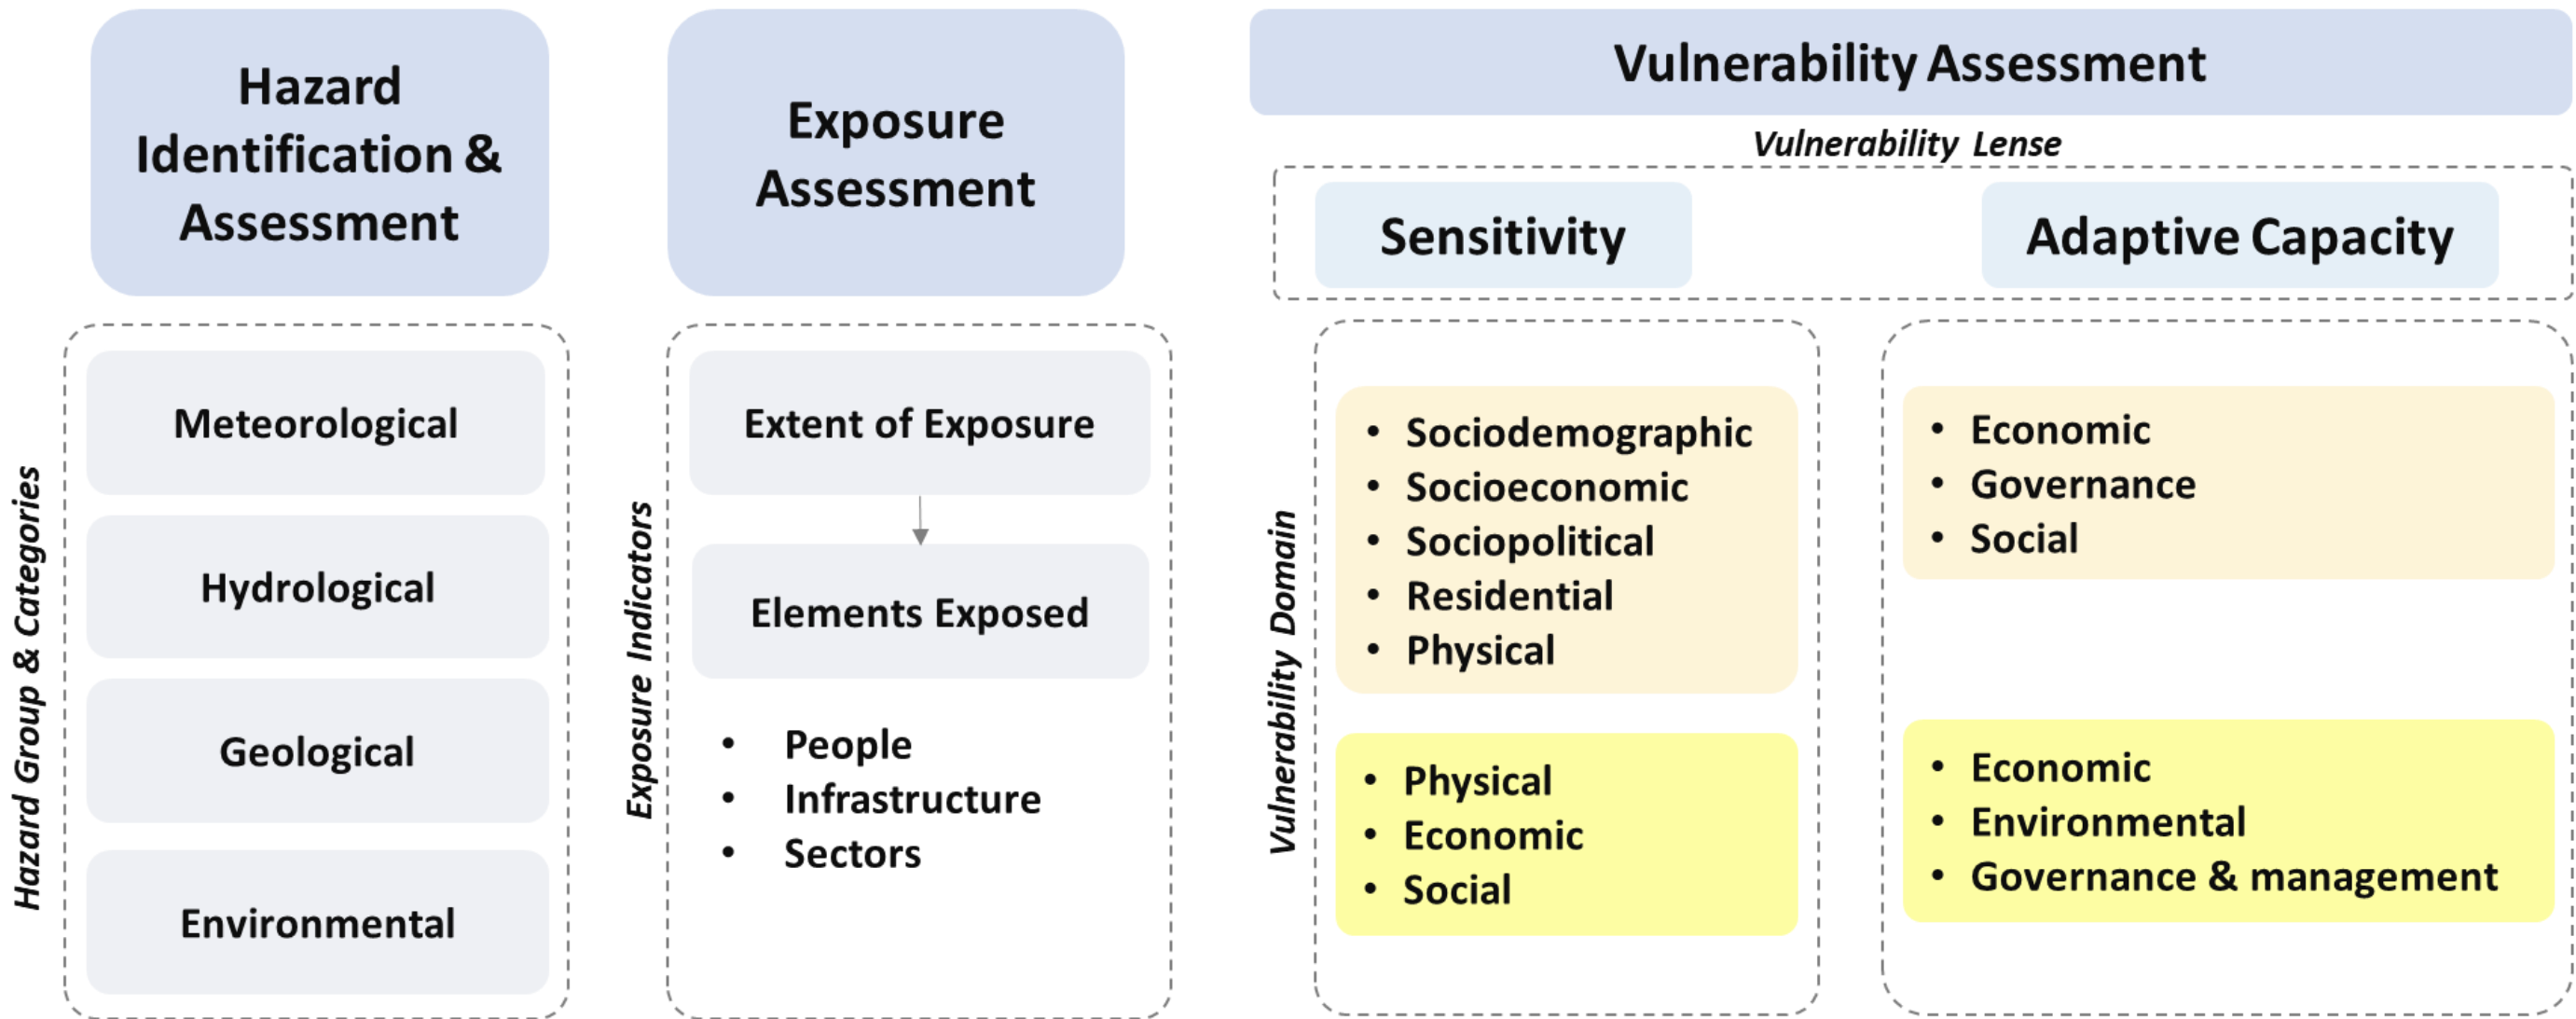 Hazard
Identification &
Assessment
Hazard Group & Categories
Meteorological
Hydrological
Geological
Environmental
Exposure
Assessment
Exposure Indicators
Extent of Exposure
Elements Exposed
• People
• Infrastructure
• Sectors
Vulnerability Assessment
Vulnerability Lense
Sensitivity
Adaptive Capacity
Vulnerability Domain
• Sociodemographic
• Socioeconomic
• Sociopolitical
• Residential
• Physical
• Physical
• Economic
• Social
• Economic
• Governance
• Social
• Economic
• Environmental
• Governance & management